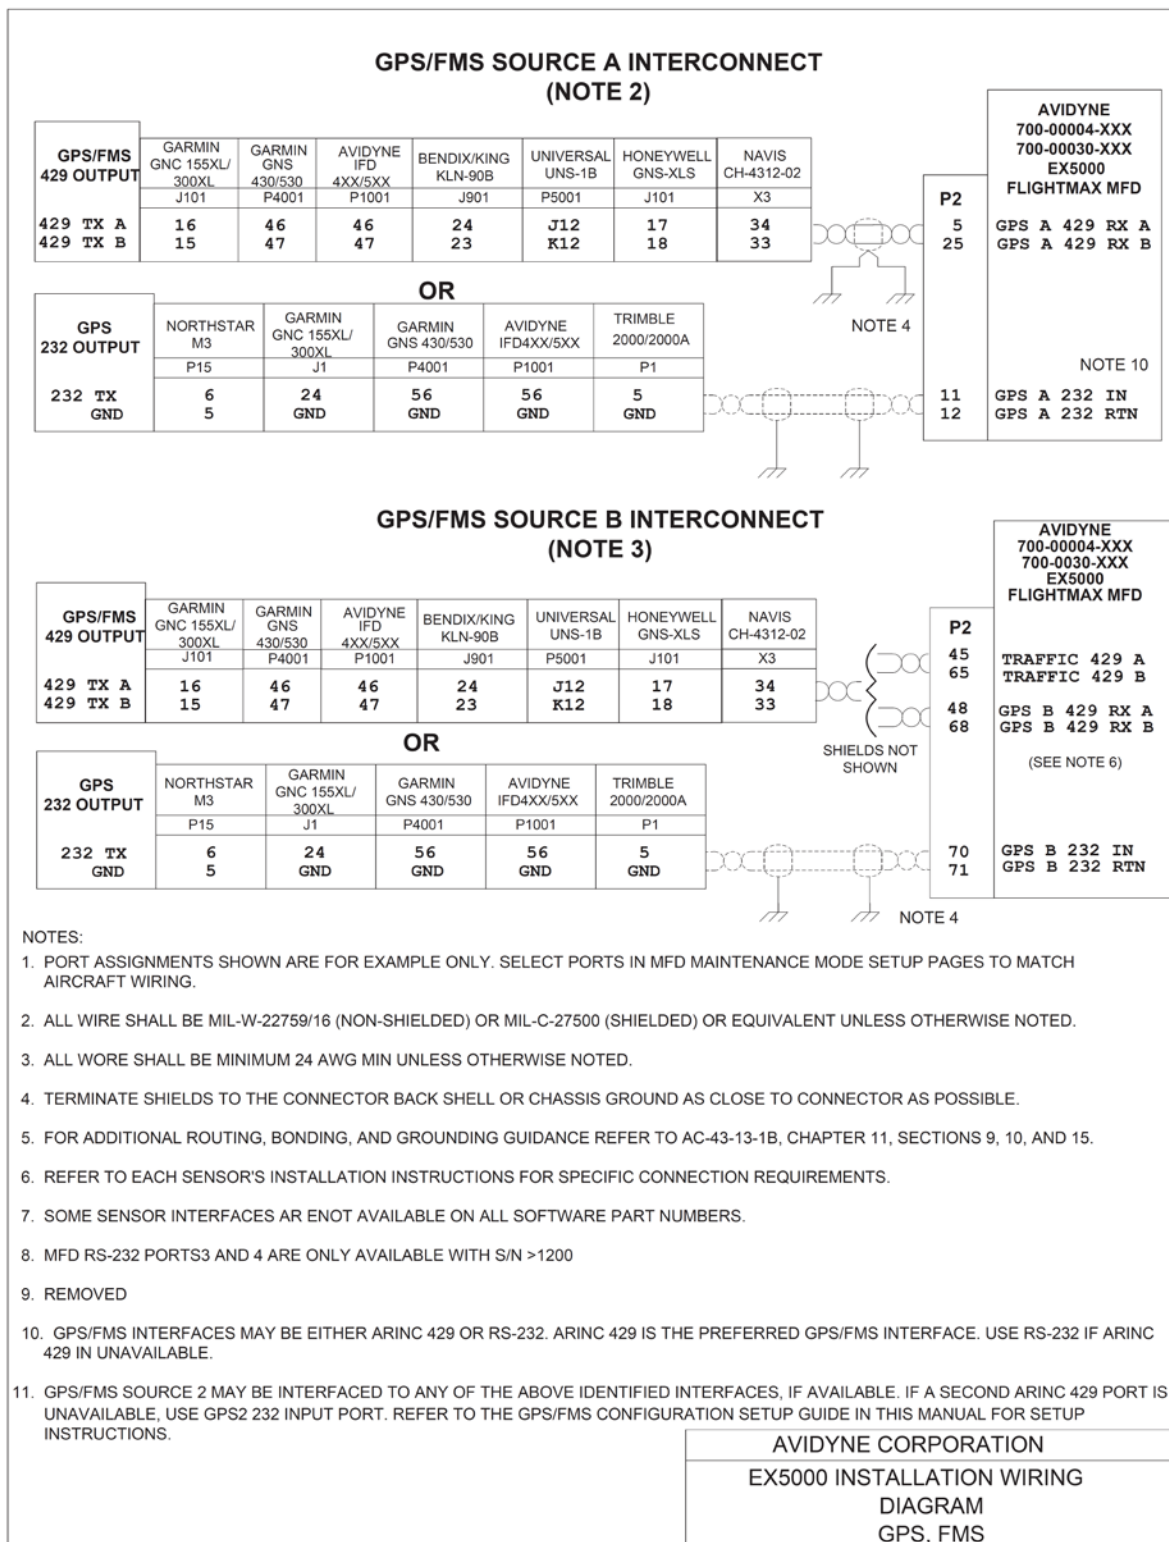 GPS/FMS SOURCE A INTERCONNECT
(NOTE 2)
AVIDYNE
700-00004-XXX
700-00030-XXX
EX5000
FLIGHTMAX MFD
GPS/FMS
429 OUTPUT
GARMIN
GNC 155XL/
300XL
GARMIN
GNS
430/530
AVIDYNE
IFD
4XX/5XX
BENDIX/KING
KLN-90B
UNIVERSAL
UNS-1B
HONEYWELL
GNS-XLS
NAVIS
CH-4312-02
J101 P4001 P1001 J901 P5001 J101 X3
P2
429 TX A 16 46 46 24 J12 17 34 5 GPS A 429 RX A
429 TX B 15 47 47 23 K12 18 33 25 GPS A 429 RX B
OR
NOTE 4
GPS
232 OUTPUT
NORTHSTAR
M3
GARMIN
GNC 155XL/
300XL
GARMIN
GNS 430/530
AVIDYNE
IFD4XX/5XX
TRIMBLE
2000/2000A
P15 J1 P4001 P1001 P1
NOTE 10
232 TX 6 24 56 56 5 11 GPS A 232 IN
GND 5 GND GND GND GND 12 GPS A 232 RTN
GPS/FMS SOURCE B INTERCONNECT
(NOTE 3)
AVIDYNE
700-00004-XXX
700-0030-XXX
EX5000
FLIGHTMAX MFD
GPS/FMS
429 OUTPUT
GARMIN
GNC 155XL/
300XL
GARMIN
GNS
430/530
AVIDYNE
IFD
4XX/5XX
BENDIX/KING
KLN-90B
UNIVERSAL
UNS-1B
HONEYWELL
GNS-XLS
NAVIS
CH-4312-02
J101 P4001 P1001 J901 P5001 J101 X3
P2
45 TRAFFIC 429 A
65 TRAFFIC 429 B
429 TX A 16 46 46 24 J12 17 34
429 TX B 15 47 47 23 K12 18 33
48 GPS B 429 RX A
68 GPS B 429 RX B
OR
SHIELDS NOT
SHOWN
(SEE NOTE 6)
GPS
232 OUTPUT
NORTHSTAR
M3
GARMIN
GNC 155XL/
300XL
GARMIN
GNS 430/530
AVIDYNE
IFD4XX/5XX
TRIMBLE
2000/2000A
P15 J1 P4001 P1001 P1
232 TX 6 24 56 56 5 70 GPS B 232 IN
GND 5 GND GND GND GND 71 GPS B 232 RTN
NOTE 4
NOTES:
1. PORT ASSIGNMENTS SHOWN ARE FOR EXAMPLE ONLY. SELECT PORTS IN MFD MAINTENANCE MODE SETUP PAGES TO MATCH
AIRCRAFT WIRING.
2. ALL WIRE SHALL BE MIL-W-22759/16 (NON-SHIELDED) OR MIL-C-27500 (SHIELDED) OR EQUIVALENT UNLESS OTHERWISE NOTED.
3. ALL WORE SHALL BE MINIMUM 24 AWG MIN UNLESS OTHERWISE NOTED.
4. TERMINATE SHIELDS TO THE CONNECTOR BACK SHELL OR CHASSIS GROUND AS CLOSE TO CONNECTOR AS POSSIBLE.
5. FOR ADDITIONAL ROUTING, BONDING, AND GROUNDING GUIDANCE REFER TO AC-43-13-1B, CHAPTER 11, SECTIONS 9, 10, AND 15.
6. REFER TO EACH SENSOR'S INSTALLATION INSTRUCTIONS FOR SPECIFIC CONNECTION REQUIREMENTS.
7. SOME SENSOR INTERFACES AR ENOT AVAILABLE ON ALL SOFTWARE PART NUMBERS.
8. MFD RS-232 PORTS3 AND 4 ARE ONLY AVAILABLE WITH S/N >1200
9. REMOVED
10. GPS/FMS INTERFACES MAY BE EITHER ARINC 429 OR RS-232. ARINC 429 IS THE PREFERRED GPS/FMS INTERFACE. USE RS-232 IF ARINC
429 IN UNAVAILABLE.
11. GPS/FMS SOURCE 2 MAY BE INTERFACED TO ANY OF THE ABOVE IDENTIFIED INTERFACES, IF AVAILABLE. IF A SECOND ARINC 429 PORT IS
UNAVAILABLE, USE GPS2 232 INPUT PORT. REFER TO THE GPS/FMS CONFIGURATION SETUP GUIDE IN THIS MANUAL FOR SETUP
INSTRUCTIONS.
AVIDYNE CORPORATION
EX5000 INSTALLATION WIRING
DIAGRAM
GPS, FMS